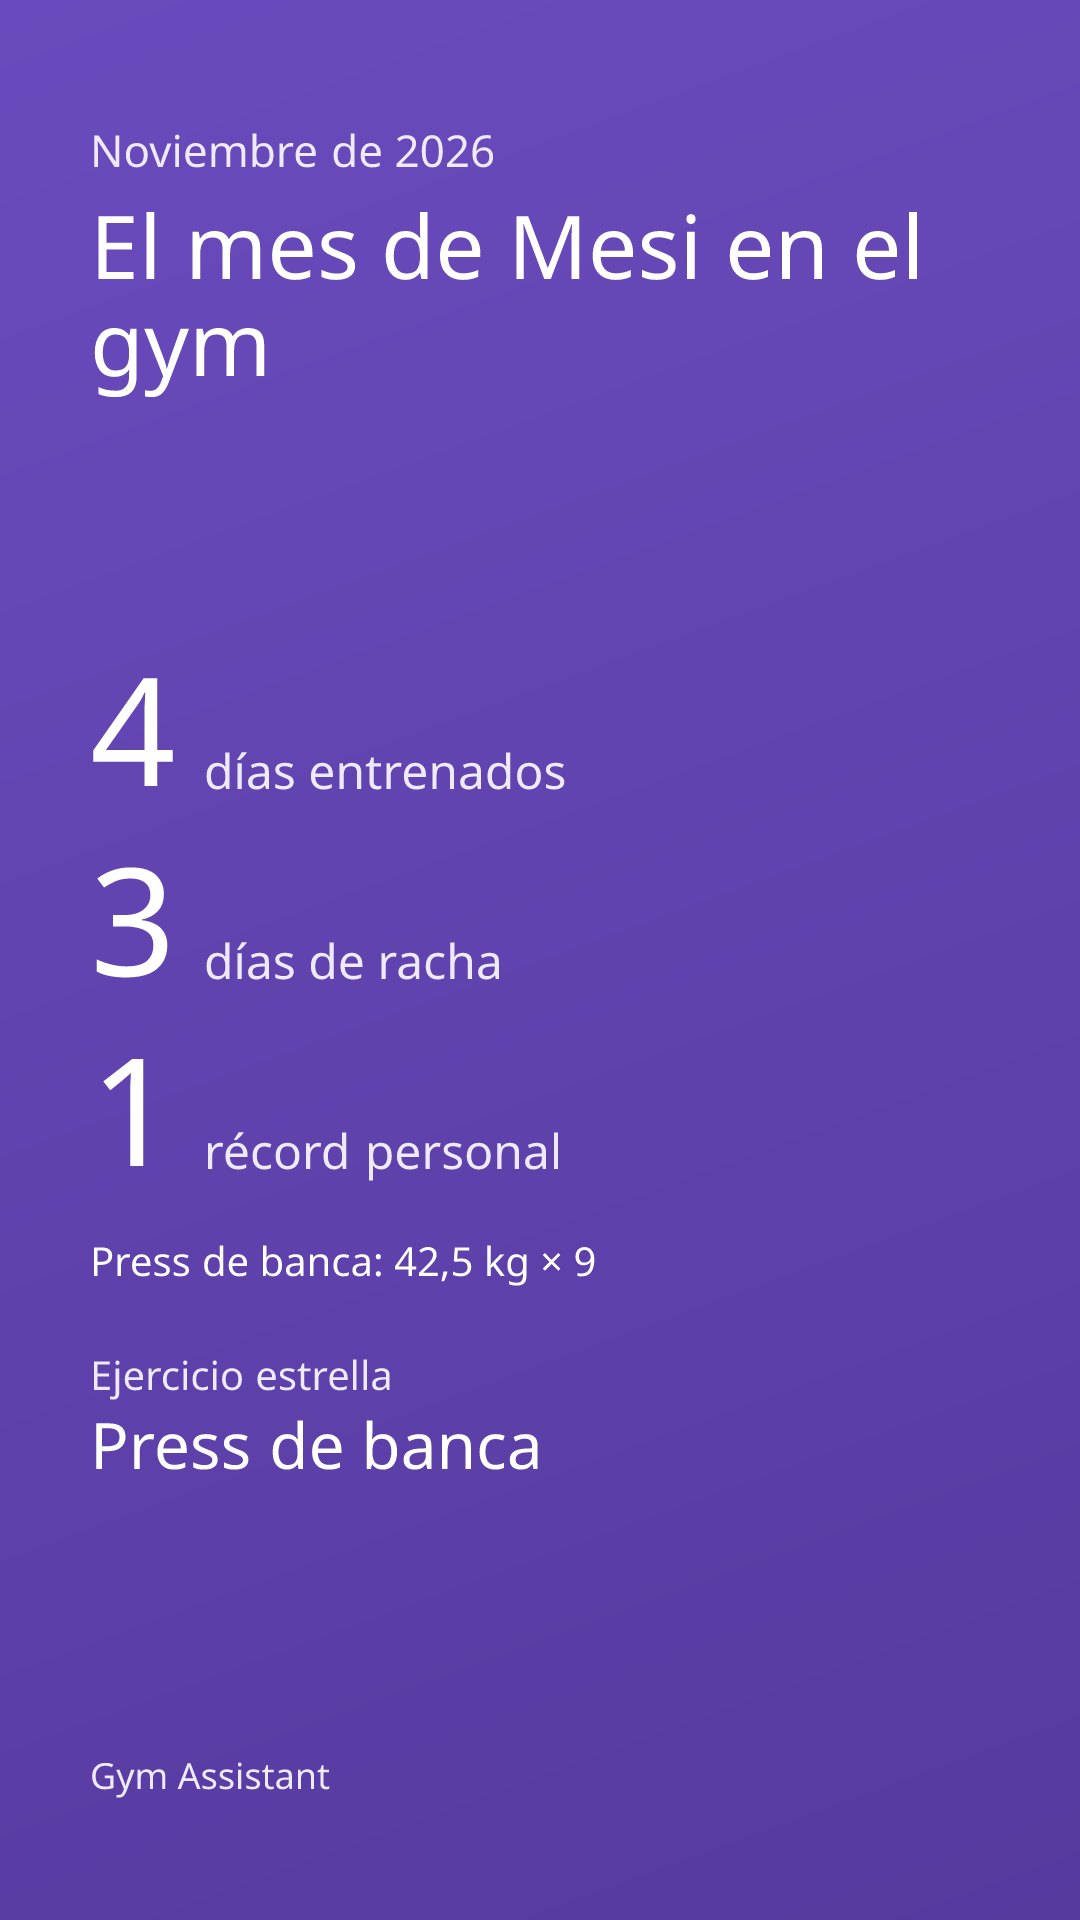 Noviembre de 2026
El mes de Mesi en el
gym
4 días entrenados
3 días de racha
1 récord personal
Press de banca: 42,5 kg × 9
Ejercicio estrella
Press de banca
Gym Assistant